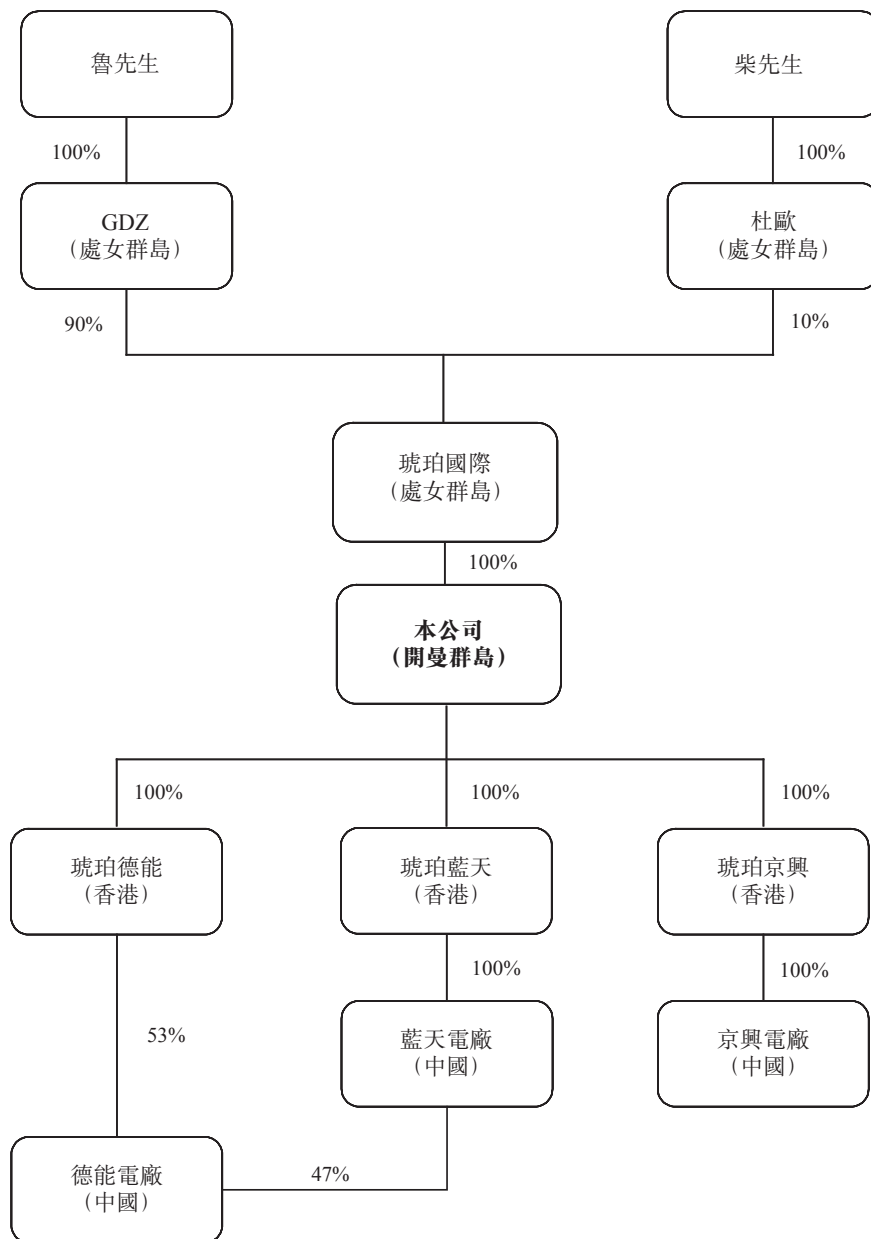 魯先生
柴先生
100%
100%
GDZ
（處女群島）
杜歐
（處女群島）
90%
10%
琥珀國際
（處女群島）
100%
本公司
（開曼群島）
100%
100%
100%
琥珀德能
（香港）
琥珀藍天
（香港）
琥珀京興
（香港）
100%
100%
53%
藍天電廠
（中國）
京興電廠
（中國）
德能電廠
（中國）
47%